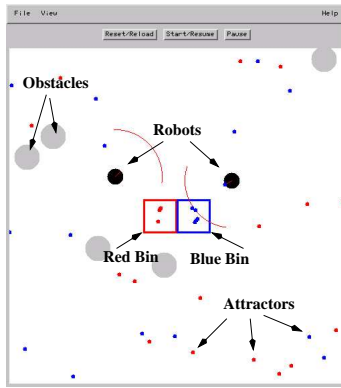 File View Help
Reset/Reload Start/Resume Pause
Obstacles
Robots
Red Bin Blue Bin
Attractors